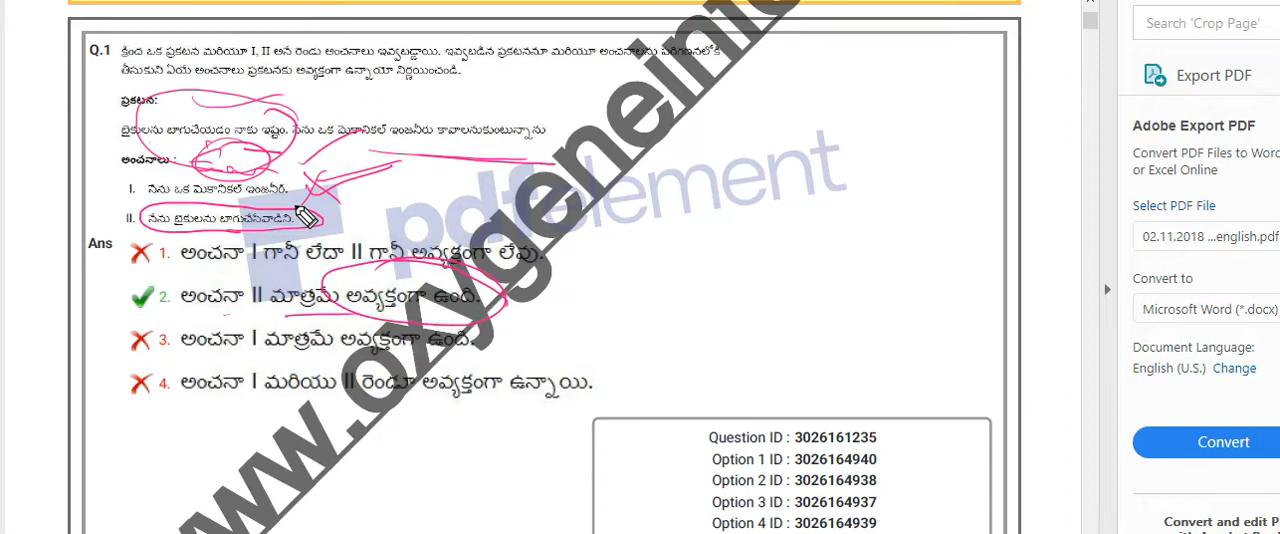 Search 'Crop Page'
Q.1 క్రింద ఒక ప్రకటన మరియూ I, II అనే రెండు అంచనాలు ఇవ్వబడ్డాయి. ఇవ్వబడిన ప్రకటననూ మరియూ అంచనాలను పరిగణనలోకి
తీసుకుని ఏయే అంచనాలు ప్రకటనకు అవ్యక్తంగా ఉన్నాయో నిర్ణయించండి.
ప్రకటన:
బైకులను బాగుచేయడం నాకు ఇష్టం. నేను ఒక మెకానికల్ ఇంజనీరు కావాలనుకుంటున్నాను
అంచనాలు :
I. నేను ఒక మెకానికల్ ఇంజనీర్.
II. నేను బైకులను బాగుచేసేవాడిని.
Ans 1. అంచనా I గానీ లేదా II గానీ అవ్యక్తంగా లేవు.
2. అంచనా II మాత్రమే అవ్యక్తంగా ఉంది.
3. అంచనా I మాత్రమే అవ్యక్తంగా ఉంది.
4. అంచనా I మరియు II రెండూ అవ్యక్తంగా ఉన్నాయి.
Question ID : 3026161235
Option 1 ID : 3026164940
Option 2 ID : 3026164938
Option 3 ID : 3026164937
Option 4 ID : 3026164939
pdfelement
www.oxygeneinfo
Export PDF
Adobe Export PDF
Convert PDF Files to Word
or Excel Online
Select PDF File
02.11.2018 ...english.pdf
Convert to
Microsoft Word (*.docx)
Document Language:
English (U.S.) Change
Convert
Create PDF